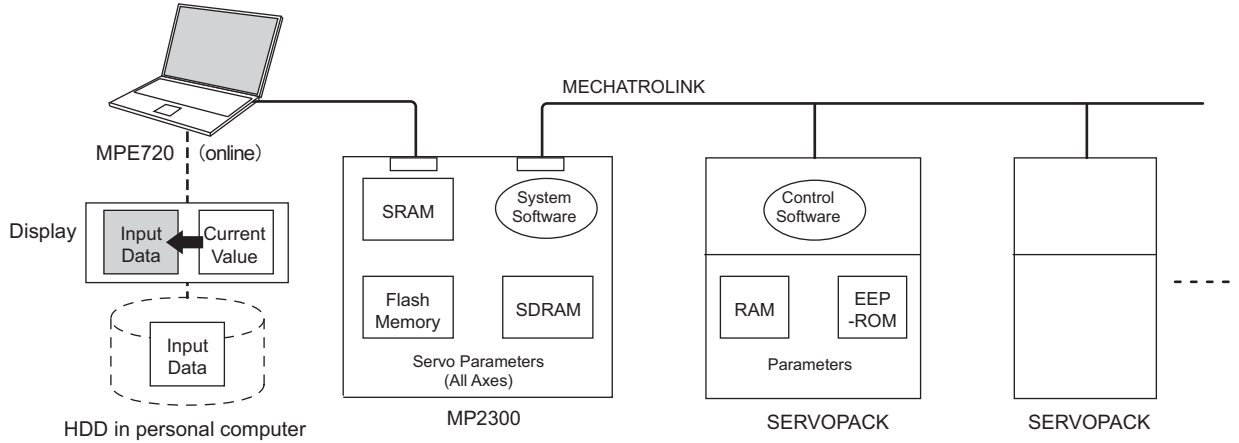 MECHATROLINK
MPE720 (online)
Display
Input
Data
Current
Value
Input
Data
HDD in personal computer
SRAM
System
Software
Flash
Memory
SDRAM
Servo Parameters
(All Axes)
MP2300
Control
Software
RAM
EEP
-ROM
Parameters
SERVOPACK
SERVOPACK